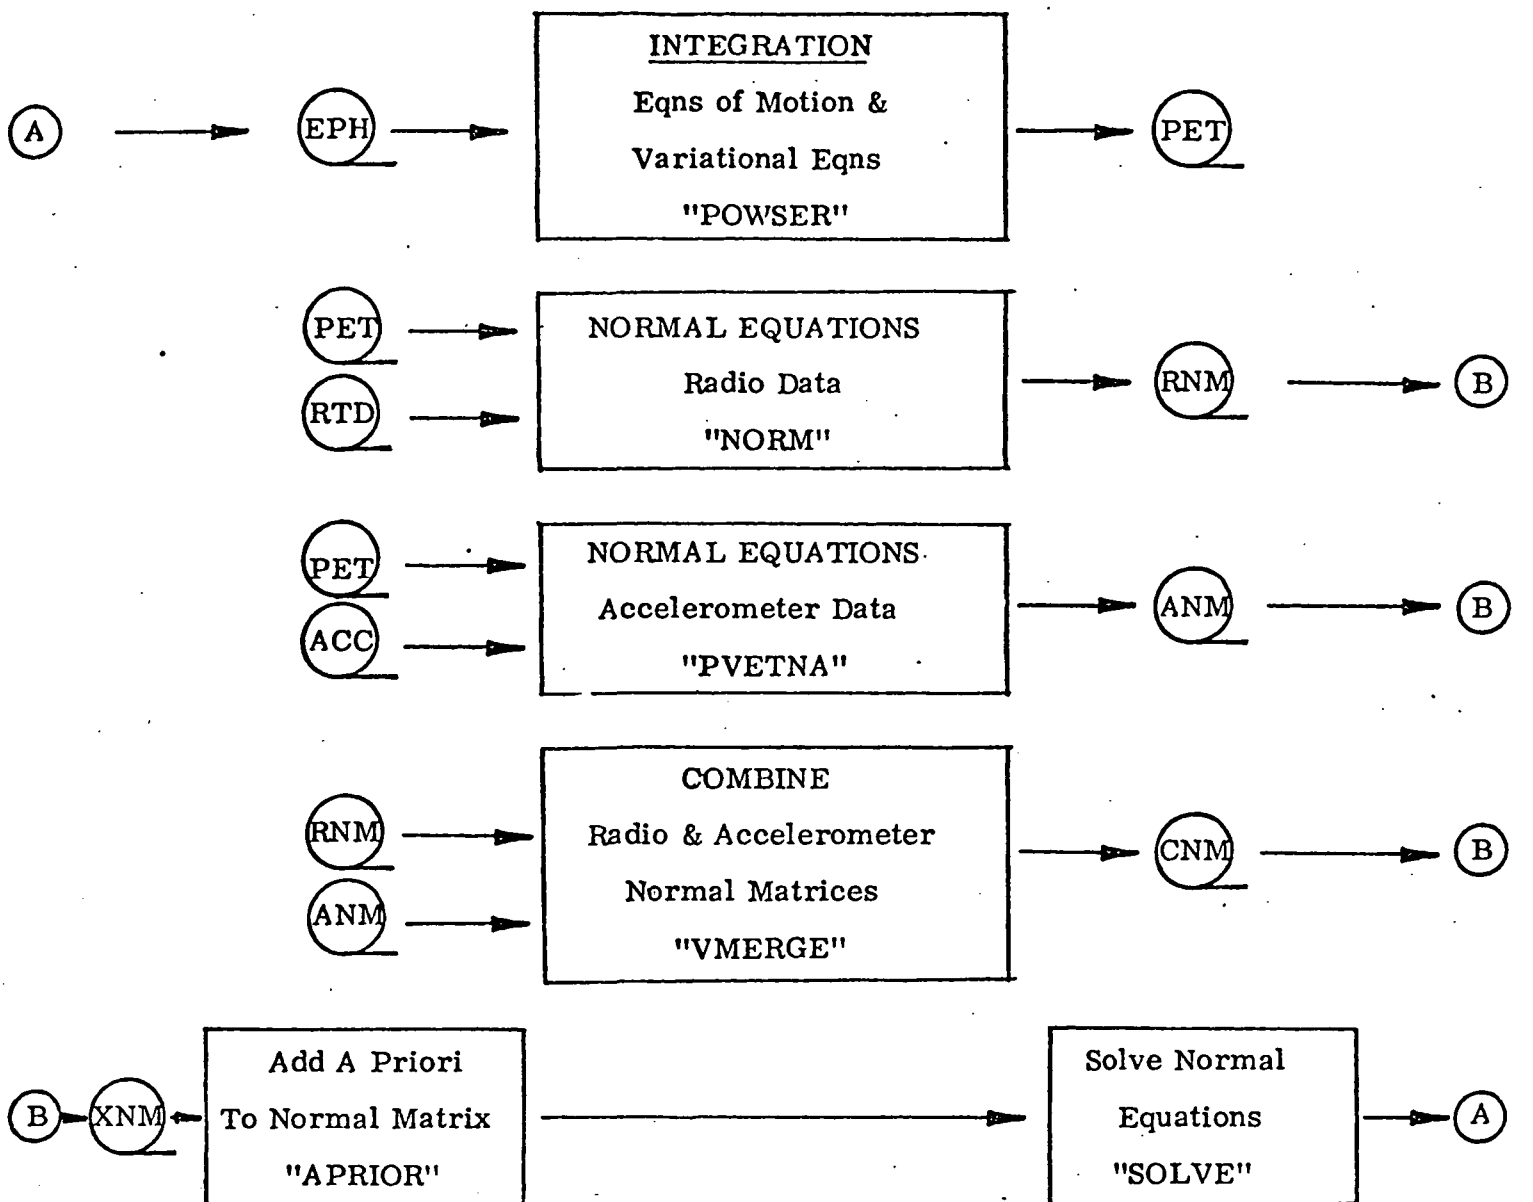 INTEGRATION
Eqns of Motion &
Variational Eqns
"POWSER"
A
EPH
PET
PET
RTD
NORMAL EQUATIONS
Radio Data
"NORM"
RNM
B
PET
ACC
NORMAL EQUATIONS
Accelerometer Data
"PVETNA"
ANM
B
RNM
ANM
COMBINE
Radio & Accelerometer
Normal Matrices
"VMERGE"
CNM
B
B
XNM
Add A Priori
To Normal Matrix
"APRIOR"
Solve Normal
Equations
"SOLVE"
A